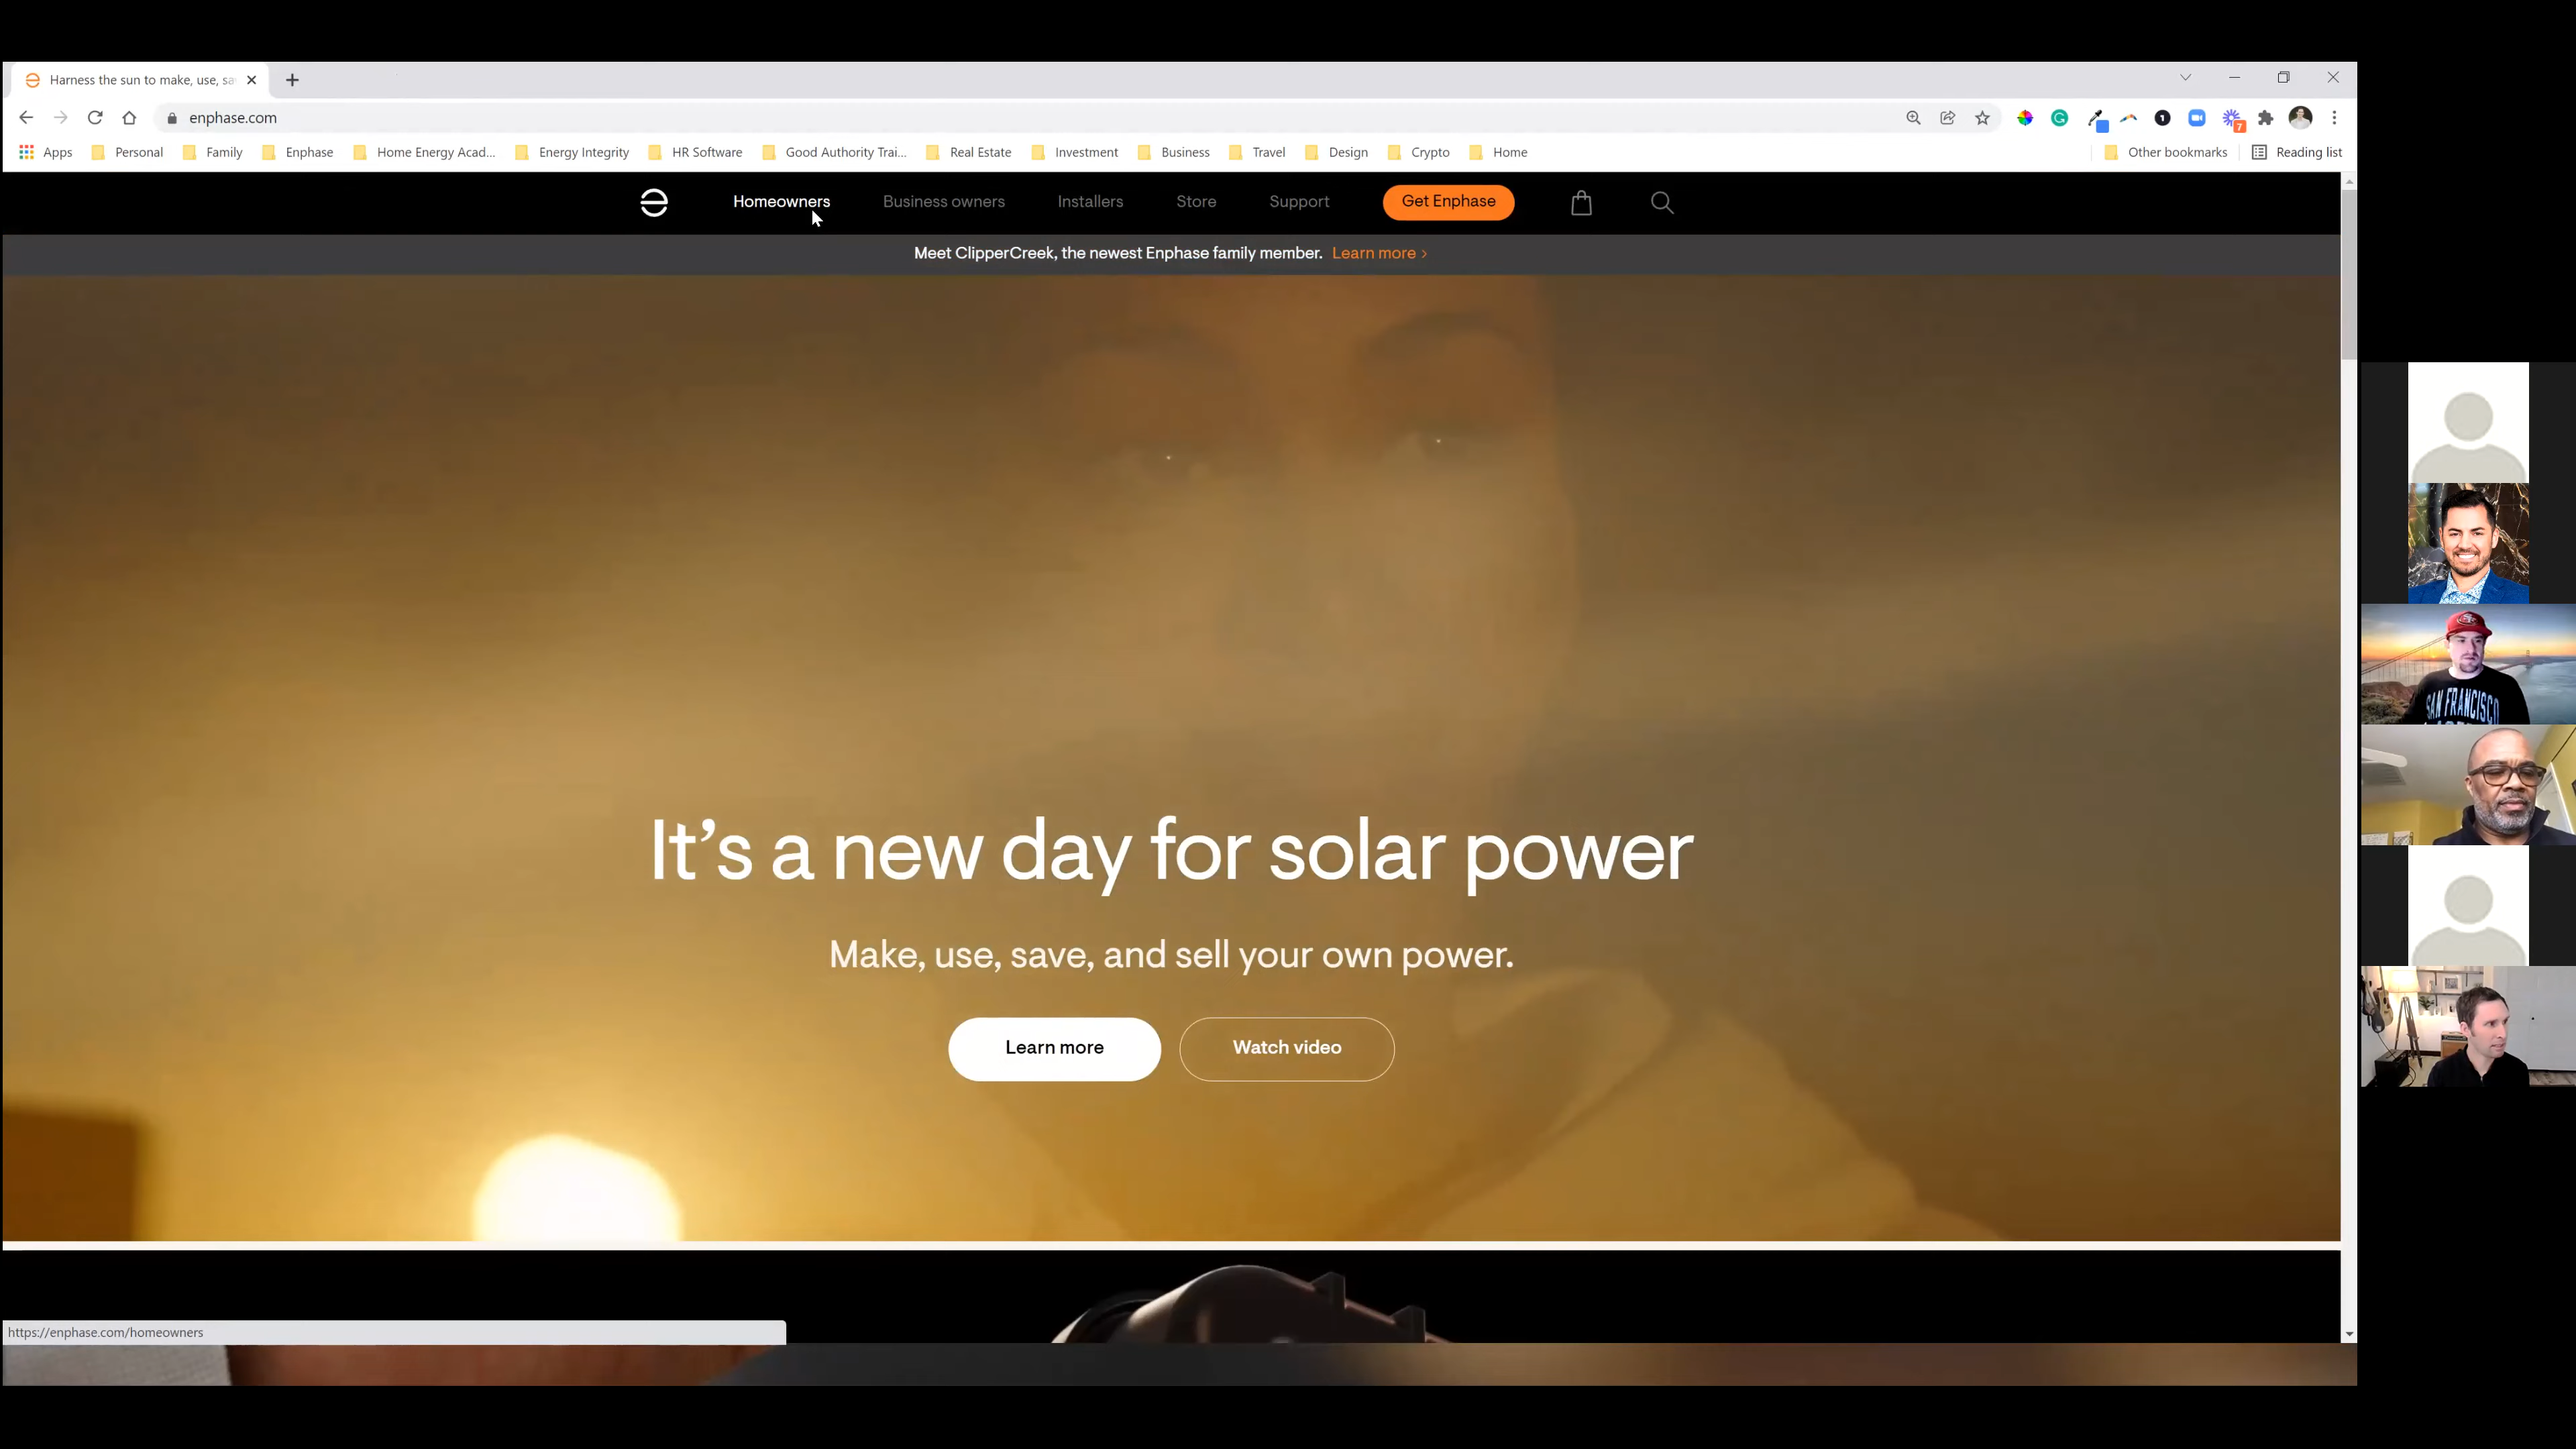 Harness the sun to make, use, sa
enphase.com
Apps Personal Family Enphase Home Energy Acad... Energy Integrity HR Software Good Authority Trai... Real Estate Investment Business Travel Design Crypto Home Other bookmarks Reading list
7
Homeowners Business owners Installers Store Support Get Enphase
Meet ClipperCreek, the newest Enphase family member. Learn more >
It’s a new day for solar power
Make, use, save, and sell your own power.
Learn more Watch video
https://enphase.com/homeowners
SAN FRANCISCO